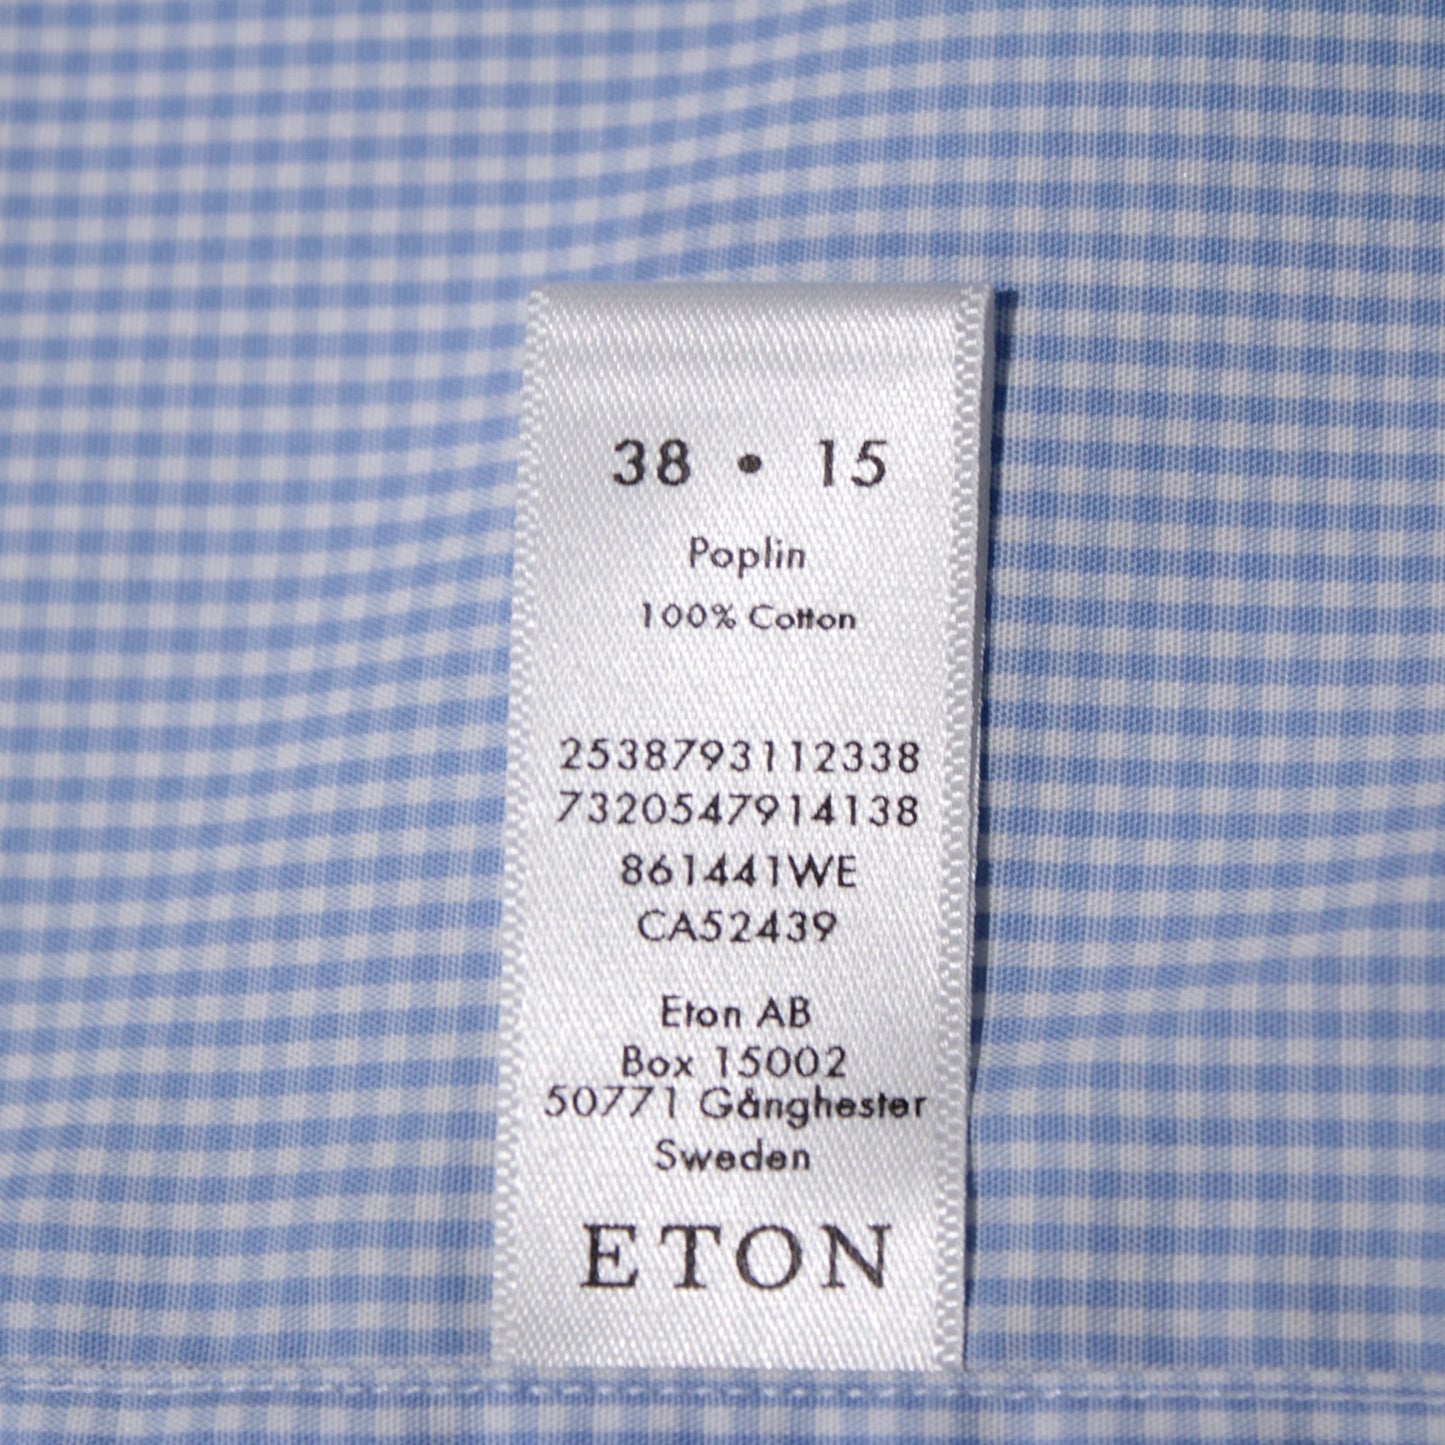 38 • 15
Poplin
100% Cotton
2538793112338
7320547914138
861441WE
CA52439
Eton AB
Box 15002
50771 Gånghester
Sweden
ETON